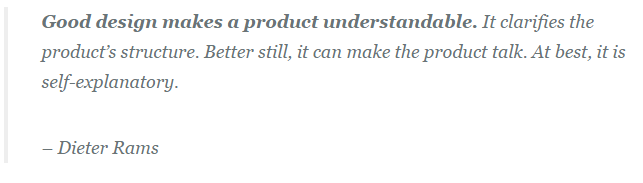 Good design makes a product understandable. It clarifies the
product’s structure. Better still, it can make the product talk. At best, it is
self-explanatory.
– Dieter Rams